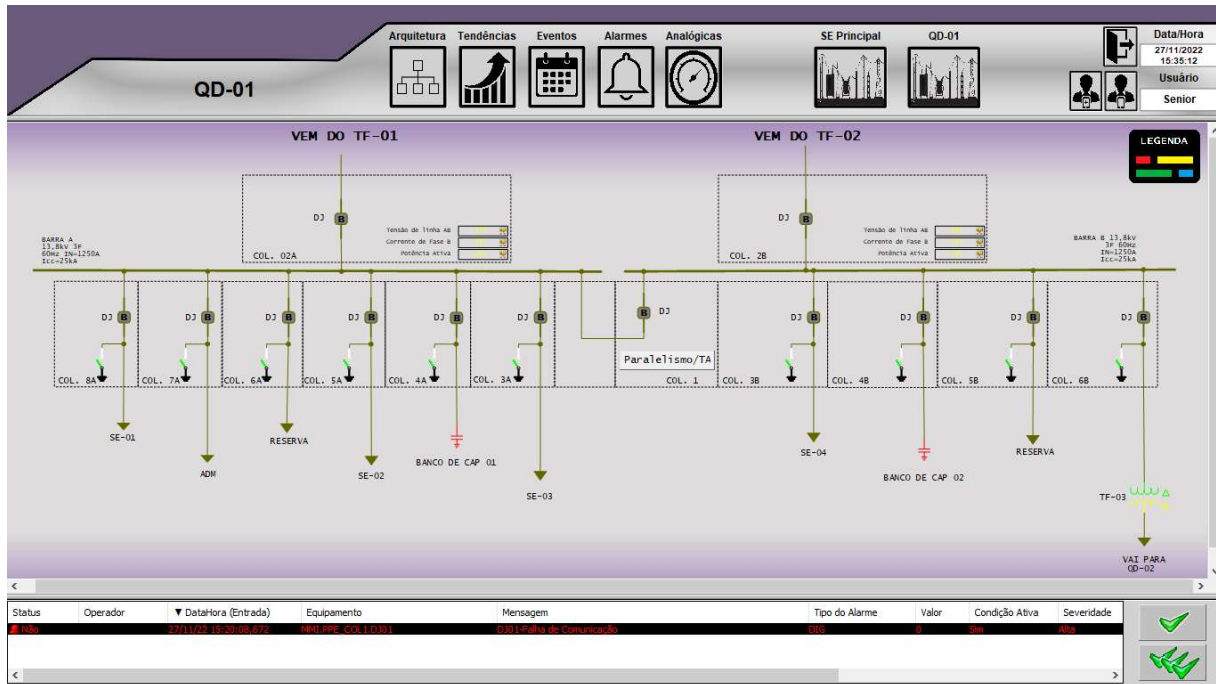 Arquitetura Tendências Eventos Alarmes Analógicas SE Principal QD-01 Data/Hora
27/11/2022
15:35:12
Usuário
Senior
QD-01
VEM DO TF-01 VEM DO TF-02
LEGENDA
DJ B DJ B
Tensão de linha AB Tensão de linha AB
Corrente de Fase B Corrente de Fase B
Potência Ativa Potência Ativa
COL. 02A COL. 2B
BARRA A
13,8kV 3F
60Hz IN=1250A
Icc=25kA
BARRA B 13,8kV
3F 60Hz
IN=1250A
Icc=25kA
DJ B DJ B DJ B DJ B DJ B DJ B B DJ DJ B DJ B DJ B DJ B
Paralelismo/TA
COL. 8A COL. 7A COL. 6A COL. 5A COL. 4A COL. 3A COL. 1 COL. 3B COL. 4B COL. 5B COL. 6B
SE-01 ADM RESERVA SE-02 BANCO DE CAP 01 SE-03 SE-04 BANCO DE CAP 02 RESERVA
TF-03
VAI PARA
QD-02
Status Operador ▼ DataHora (Entrada) Equipamento Mensagem Tipo do Alarme Valor Condição Ativa Severidade
Não 27/11/22 15:20:08,672 MMI.PPE_COL1.DJ01 DJ01-Falha de Comunicação DIG 0 Sim Alta